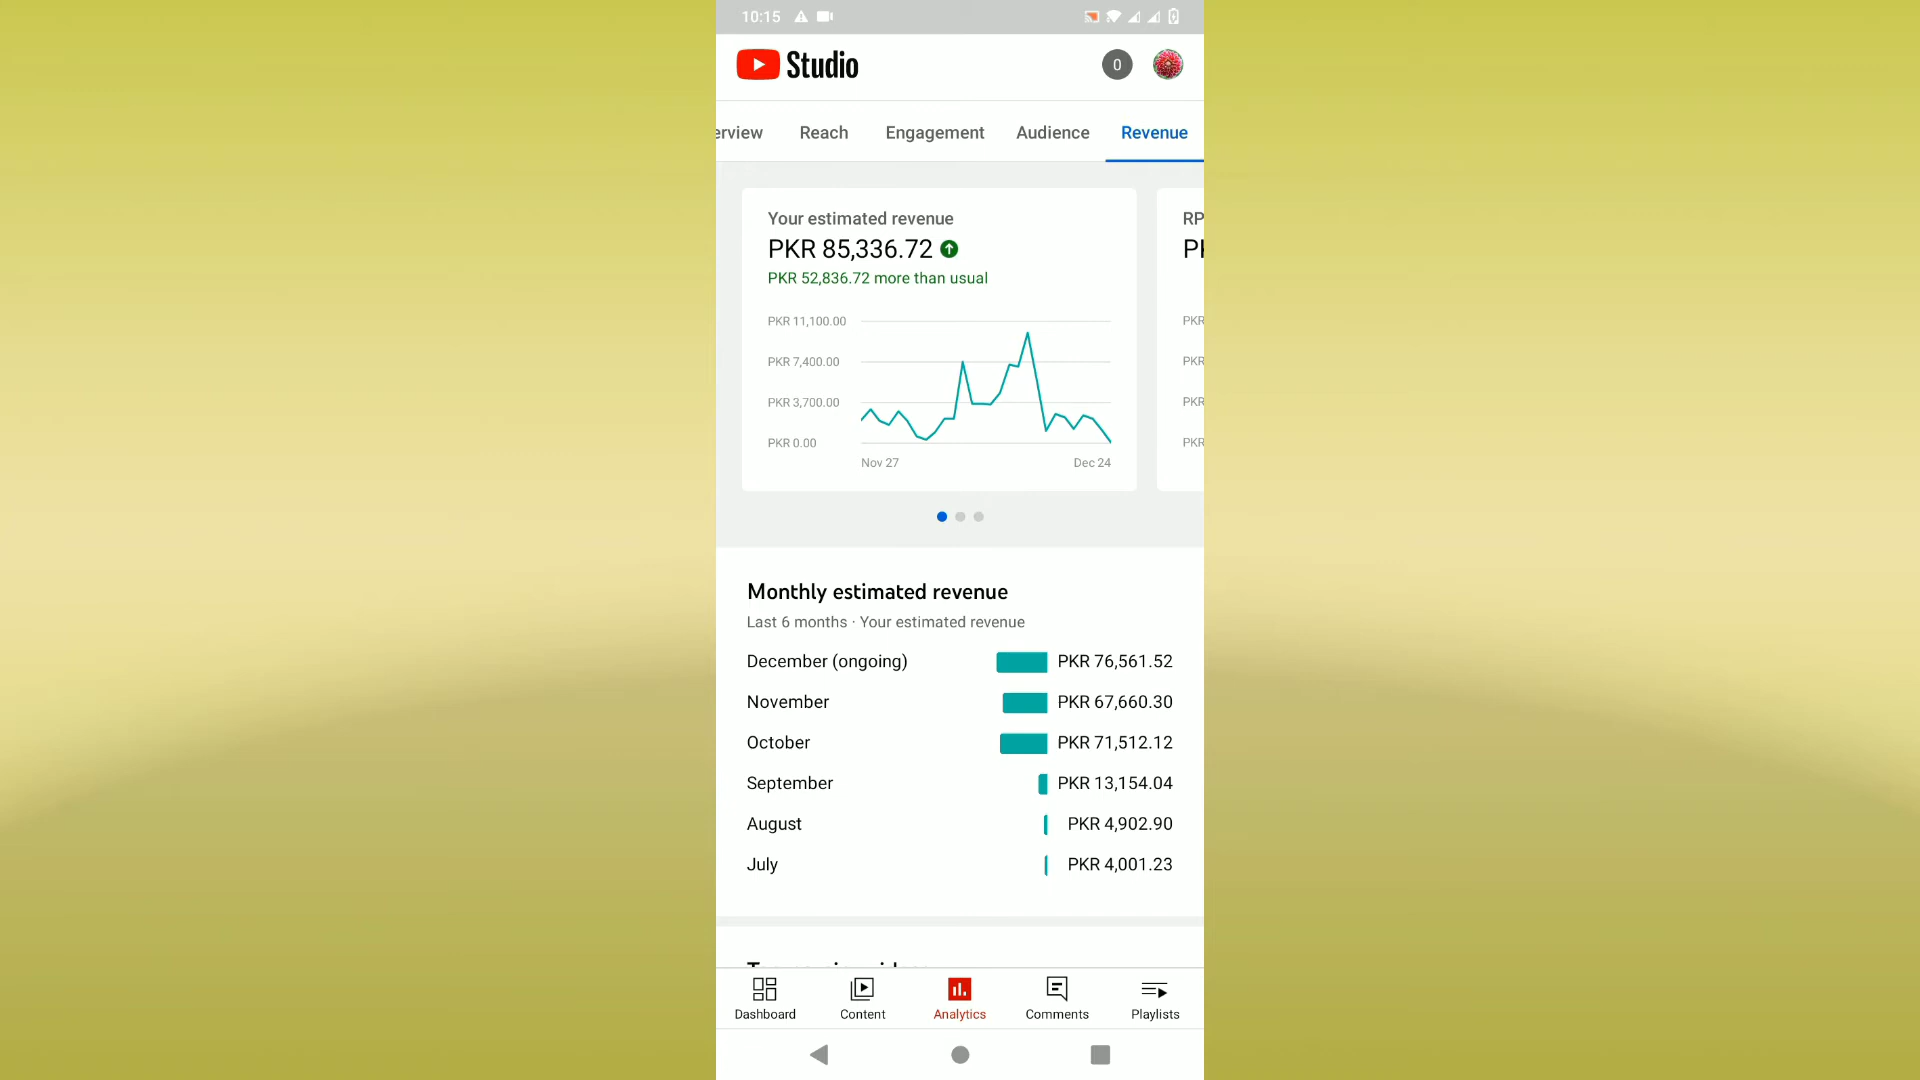 10:15
Studio
0
erview Reach Engagement Audience Revenue
Your estimated revenue
PKR 85,336.72
PKR 52,836.72 more than usual
PKR 11,100.00
PKR 7,400.00
PKR 3,700.00
PKR 0.00
Nov 27 Dec 24
RP
PK
PKR
PKR
PKR
PKR
Monthly estimated revenue
Last 6 months · Your estimated revenue
December (ongoing) PKR 76,561.52
November PKR 67,660.30
October PKR 71,512.12
September PKR 13,154.04
August PKR 4,902.90
July PKR 4,001.23
Dashboard Content Analytics Comments Playlists